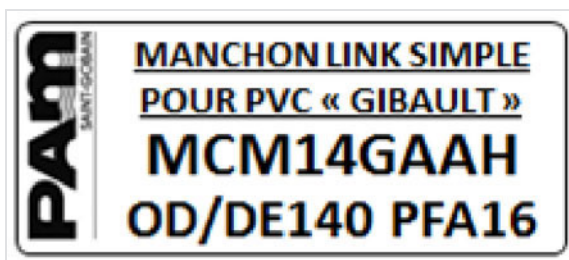 PAM
SAINT-GOBAIN
MANCHON LINK SIMPLE
POUR PVC « GIBAULT »
MCM14GAAH
OD/DE140 PFA16